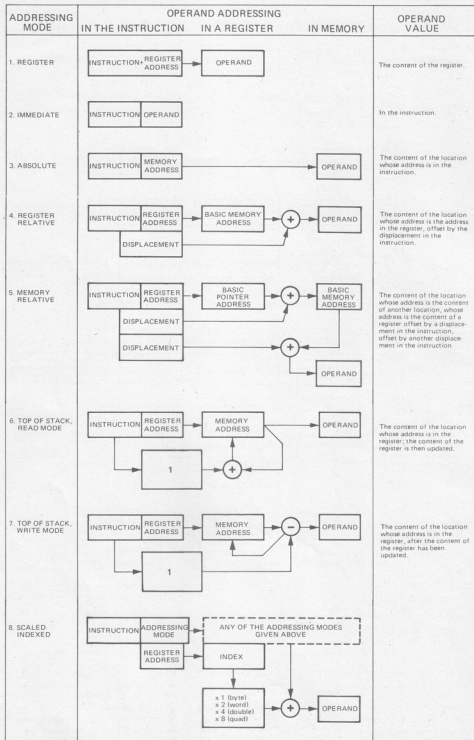 ADDRESSING MODE
OPERAND ADDRESSING
IN THE INSTRUCTION IN A REGISTER IN MEMORY
OPERAND VALUE
1. REGISTER
INSTRUCTION, REGISTER ADDRESS
OPERAND
The content of the register.
2. IMMEDIATE
INSTRUCTION OPERAND
In the instruction.
3. ABSOLUTE
INSTRUCTION MEMORY ADDRESS
OPERAND
The content of the location
whose address is in the
instruction.
4. REGISTER
RELATIVE
INSTRUCTION REGISTER ADDRESS
BASIC MEMORY ADDRESS
+
OPERAND
DISPLACEMENT
The content of the location
whose address is the address
in the register, offset by the
displacement in the
instruction.
5. MEMORY
RELATIVE
INSTRUCTION REGISTER ADDRESS
BASIC POINTER ADDRESS
+
BASIC MEMORY ADDRESS
DISPLACEMENT
DISPLACEMENT
+
OPERAND
The content of the location
whose address is the content
of another location, whose
address is the content of a
register offset by a displace-
ment in the instruction,
offset by another displace-
ment in the instruction
6. TOP OF STACK,
READ MODE
INSTRUCTION REGISTER ADDRESS
MEMORY ADDRESS
OPERAND
1
+
The content of the location
whose address is in the
register; the content of the
register is then updated.
7. TOP OF STACK,
WRITE MODE
INSTRUCTION REGISTER ADDRESS
MEMORY ADDRESS
−
OPERAND
1
The content of the location
whose address is in the
register, after the content of
the register has been
updated.
8. SCALED
INDEXED
INSTRUCTION ADDRESSING MODE
ANY OF THE ADDRESSING MODES
GIVEN ABOVE
REGISTER ADDRESS
INDEX
x 1 (byte)
x 2 (word)
x 4 (double)
x 8 (quad)
+
OPERAND